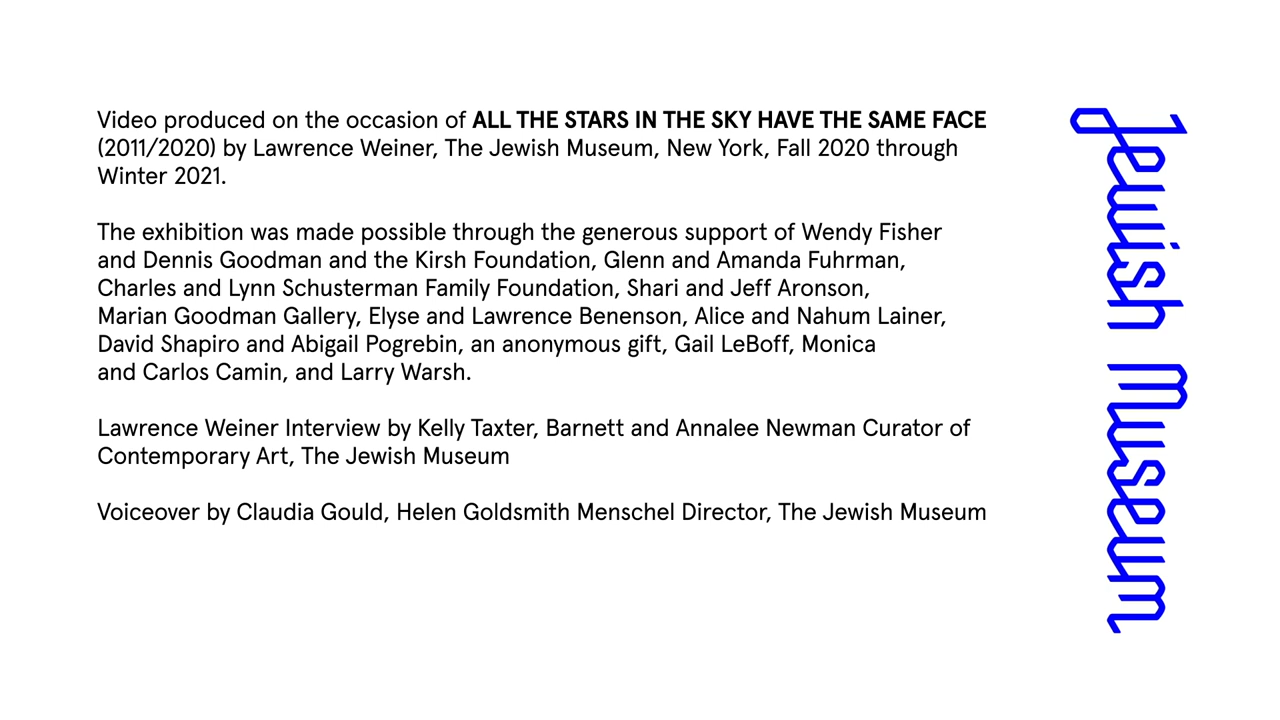 Video produced on the occasion of ALL THE STARS IN THE SKY HAVE THE SAME FACE
(2011/2020) by Lawrence Weiner, The Jewish Museum, New York, Fall 2020 through
Winter 2021.
The exhibition was made possible through the generous support of Wendy Fisher
and Dennis Goodman and the Kirsh Foundation, Glenn and Amanda Fuhrman,
Charles and Lynn Schusterman Family Foundation, Shari and Jeff Aronson,
Marian Goodman Gallery, Elyse and Lawrence Benenson, Alice and Nahum Lainer,
David Shapiro and Abigail Pogrebin, an anonymous gift, Gail LeBoff, Monica
and Carlos Camin, and Larry Warsh.
Lawrence Weiner Interview by Kelly Taxter, Barnett and Annalee Newman Curator of
Contemporary Art, The Jewish Museum
Voiceover by Claudia Gould, Helen Goldsmith Menschel Director, The Jewish Museum
Jewish Museum